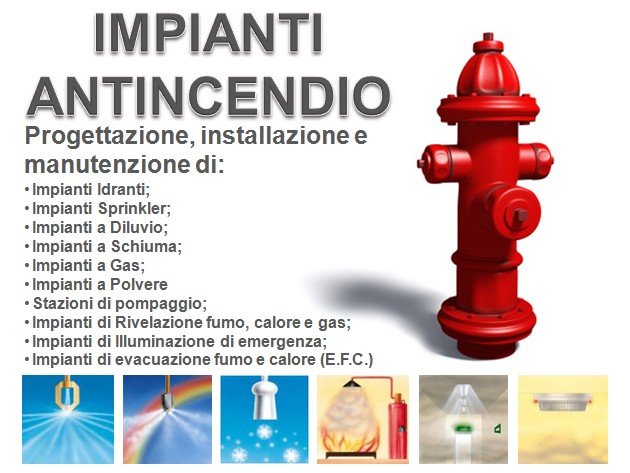 IMPIANTI
ANTINCENDIO
Progettazione, installazione e
manutenzione di:
• Impianti Idranti;
• Impianti Sprinkler;
• Impianti a Diluvio;
• Impianti a Schiuma;
• Impianti a Gas;
• Impianti a Polvere
• Stazioni di pompaggio;
• Impianti di Rivelazione fumo, calore e gas;
• Impianti di Illuminazione di emergenza;
• Impianti di evacuazione fumo e calore (E.F.C.)